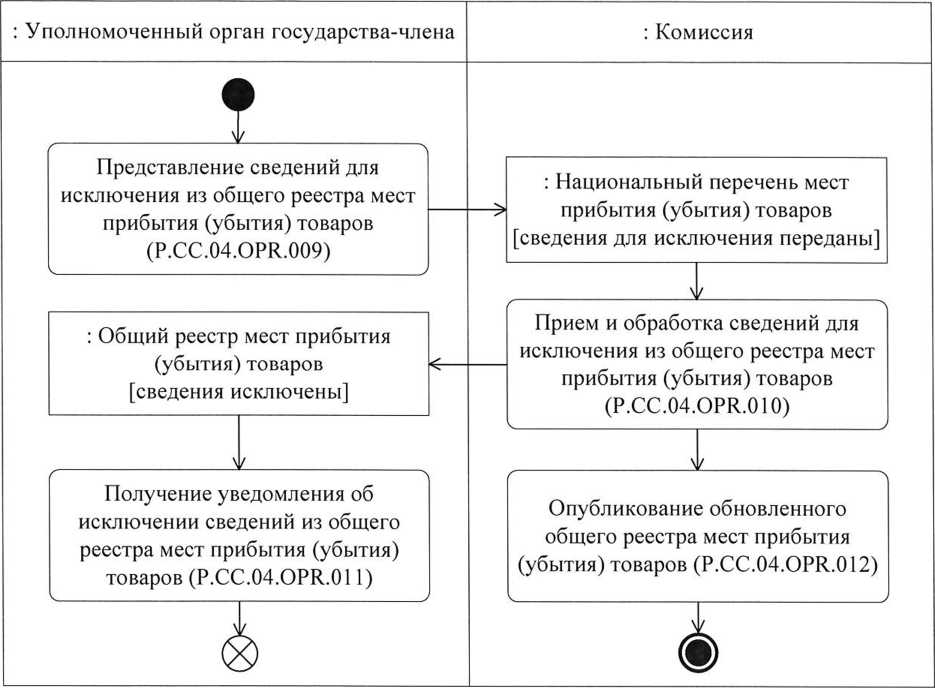 : Уполномоченный орган государства-члена
: Комиссия
Представление сведений для
исключения из общего реестра мест
прибытия (убытия) товаров
(P.CC.04.OPR.009)
: Национальный перечень мест
прибытия (убытия) товаров
[сведения для исключения переданы]
Прием и обработка сведений для
исключения из общего реестра мест
прибытия (убытия) товаров
(P.CC.04.OPR.010)
: Общий реестр мест прибытия
(убытия) товаров
[сведения исключены]
Получение уведомления об
исключении сведений из общего
реестра мест прибытия (убытия)
товаров (P.CC.04.OPR.011)
Опубликование обновленного
общего реестра мест прибытия
(убытия) товаров (P.CC.04.OPR.012)